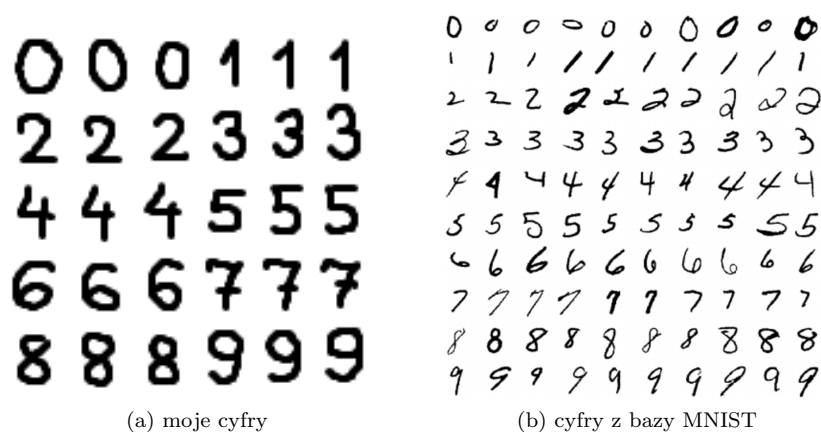 0 0 0 1 1 1
2 2 2 3 3 3
4 4 4 5 5 5
6 6 6 7 7 7
8 8 8 9 9 9
(a) moje cyfry
0 0 0 0 0 0 0 0 0 0
1 1 1 1 1 1 1 1 1 1
2 2 2 2 2 2 2 2 2 2
3 3 3 3 3 3 3 3 3 3
4 4 4 4 4 4 4 4 4 4
5 5 5 5 5 5 5 5 5 5
6 6 6 6 6 6 6 6 6 6
7 7 7 7 7 7 7 7 7 7
8 8 8 8 8 8 8 8 8 8
9 9 9 9 9 9 9 9 9 9
(b) cyfry z bazy MNIST